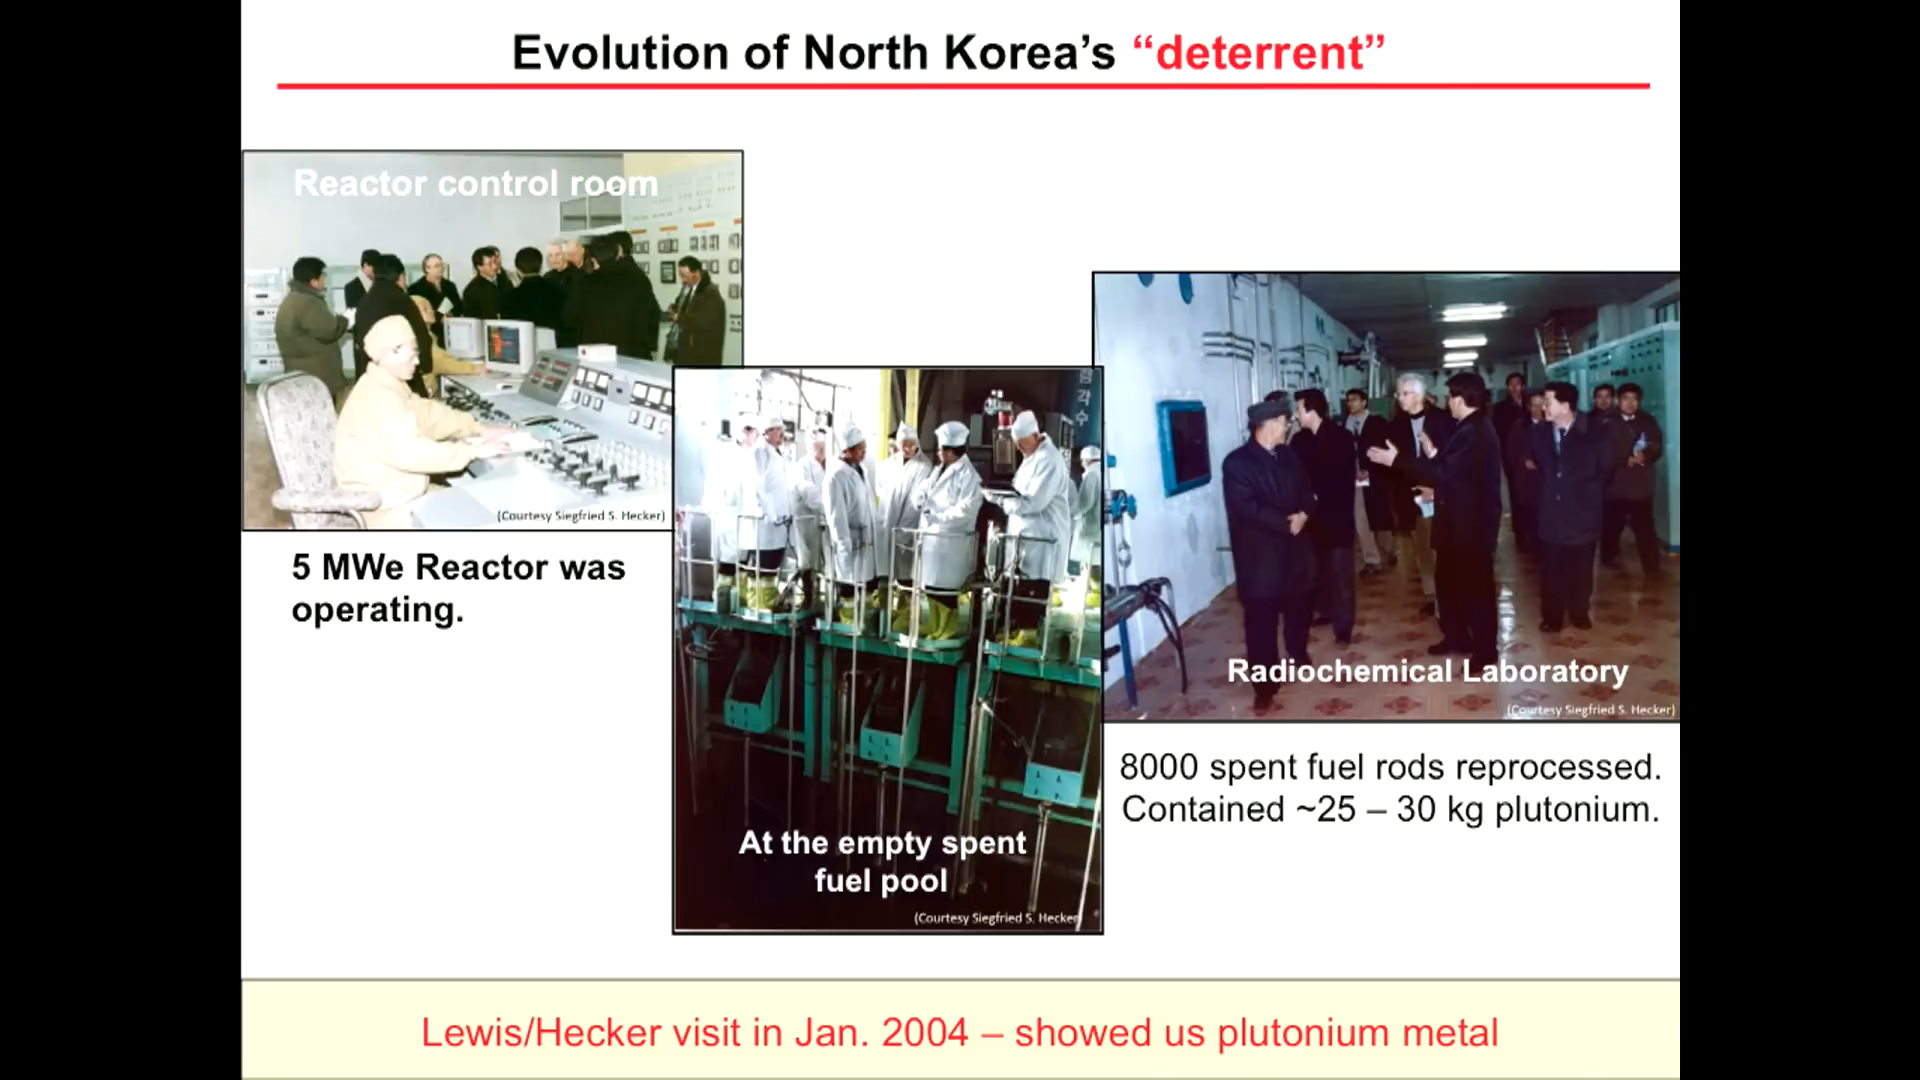 Evolution of North Korea’s “deterrent”
Reactor control room
(Courtesy Siegfried S. Hecker)
5 MWe Reactor was
operating.
각수
At the empty spent
fuel pool
(Courtesy Siegfried S. Hecker
Radiochemical Laboratory
(Courtesy Siegfried S. Hecker)
8000 spent fuel rods reprocessed.
Contained ~25 – 30 kg plutonium.
Lewis/Hecker visit in Jan. 2004 – showed us plutonium metal